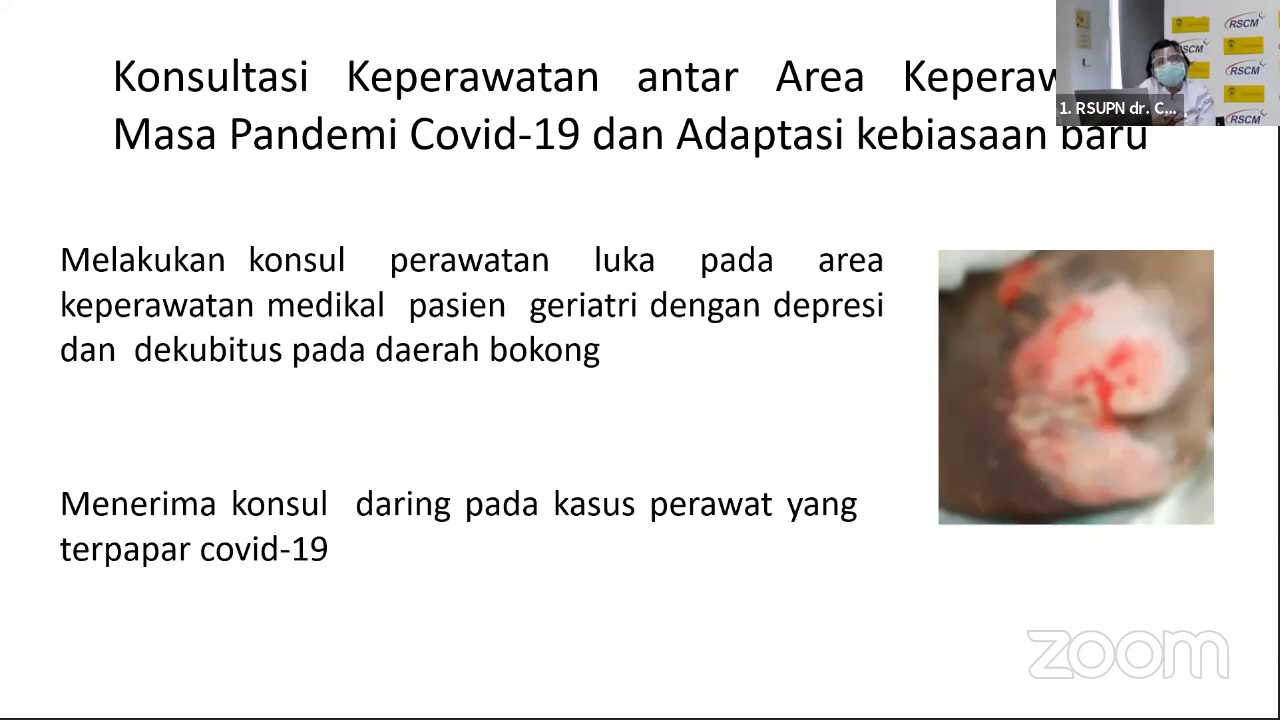 Konsultasi Keperawatan antar Area
Masa Pandemi Covid-19 dan Adaptasi kebiasaan baru
RSCM
RSCM
RSCM
RSCM
1. RSUPN dr. C...
Melakukan konsul perawatan luka pada area
keperawatan medikal pasien geriatri dengan depresi
dan dekubitus pada daerah bokong
Menerima konsul daring pada kasus perawat yang
terpapar covid-19
zoom